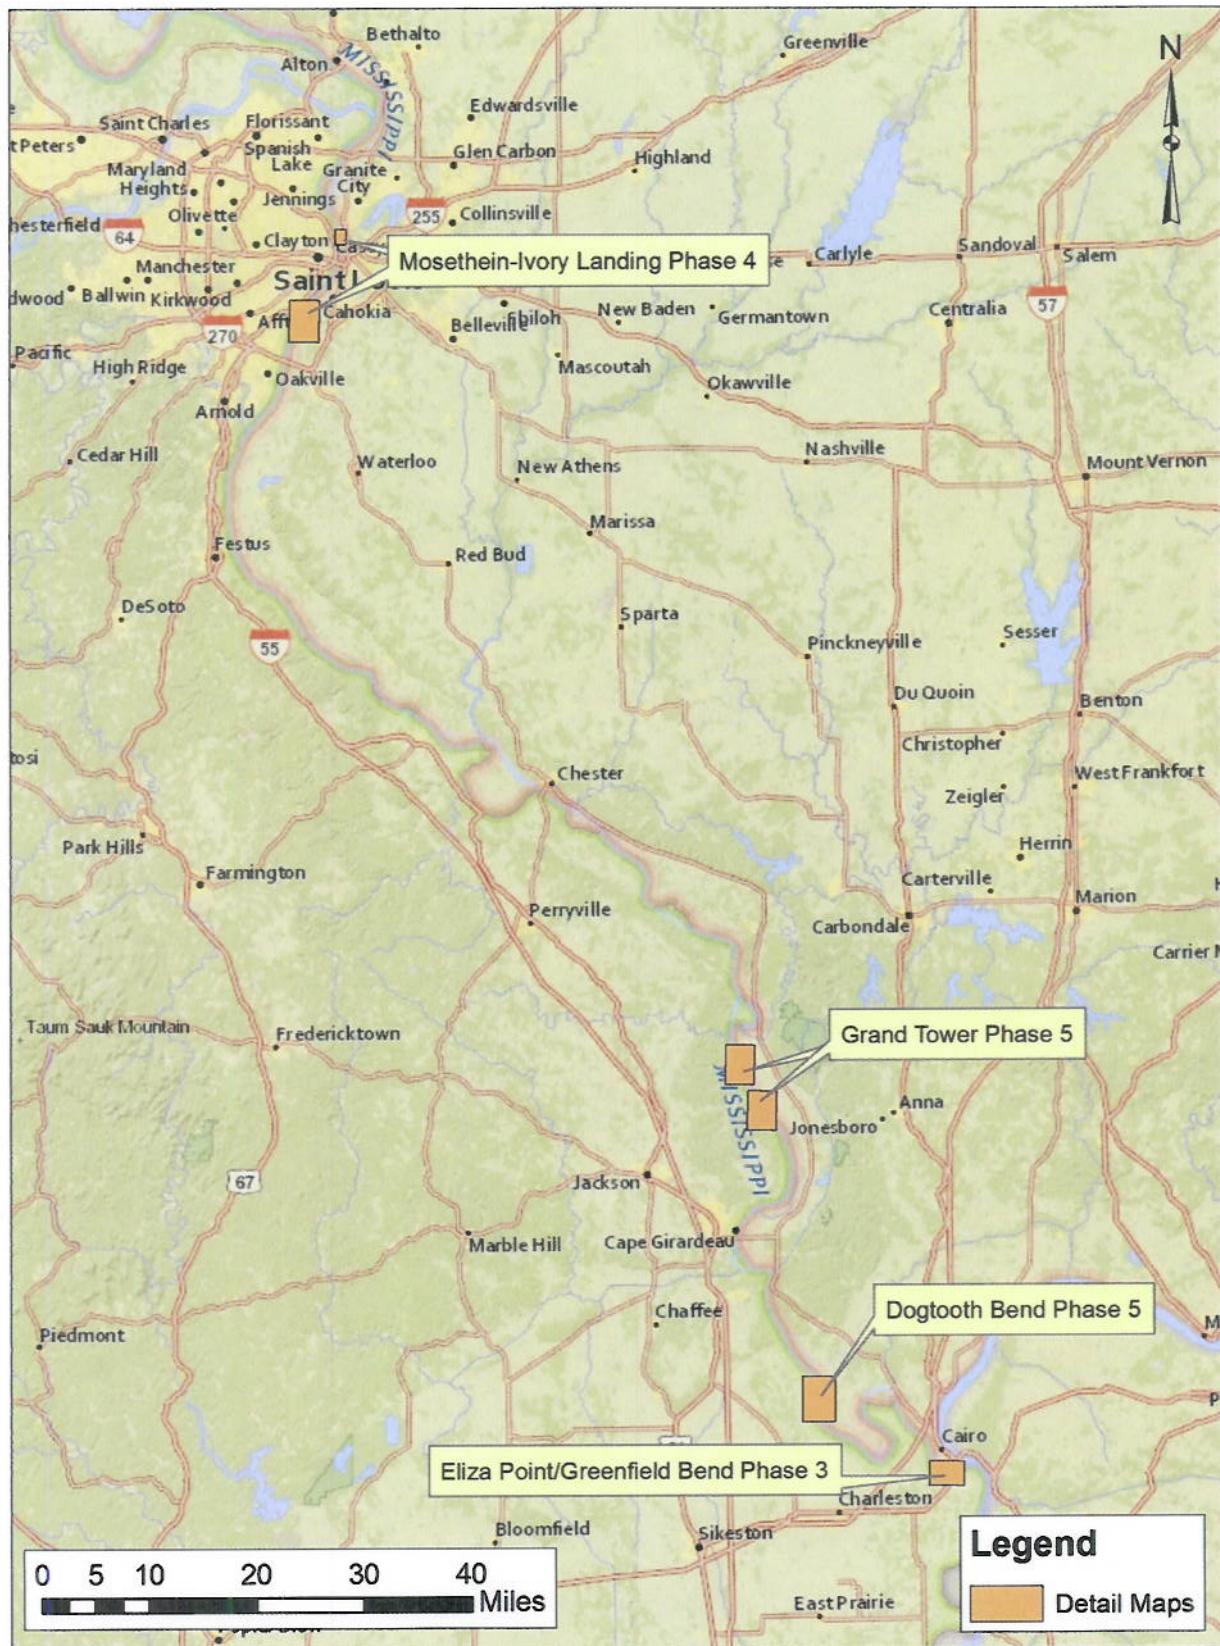 Bethalto
Greenville
N
Alton
MISSISSIPPI
Edwardsville
Saint Charles
Florissant
t Peters
Spanish
Lake
Glen Carbon
Highland
Maryland
Heights
Granite
City
Jennings
255
Collinsville
hesterfield
Olivette
64
Clayton
Sandoval
Carlyle
Salem
Mosethein-Ivory Landing Phase 4
Manchester
Saint
dwood
Ballwin
Kirkwood
57
Cahokia
New Baden
Germantown
Centralia
270
Belleville
Shiloh
Pacific
High Ridge
Oakville
Mascoutah
Okawville
Arnold
Cedar Hill
Waterloo
New Athens
Nashville
Mount Vernon
Marissa
Festus
Red Bud
DeSoto
Sparta
Sesser
55
Pinckneyville
Du Quoin
Benton
Christopher
tosi
Chester
West Frankfort
Zeigler
Park Hills
Herrin
Farmington
Carterville
Marion
Perryville
Carbondale
Carrier M
Taum Sauk Mountain
Fredericktown
Grand Tower Phase 5
MISSISSIPPI
Anna
Jonesboro
67
Jackson
Marble Hill
Cape Girardeau
Dogtooth Bend Phase 5
Chaffee
Piedmont
M
Cairo
Eliza Point/Greenfield Bend Phase 3
Charleston
Bloomfield
Sikeston
Legend
0 5 10 20 30 40
Miles
East Prairie
Detail Maps